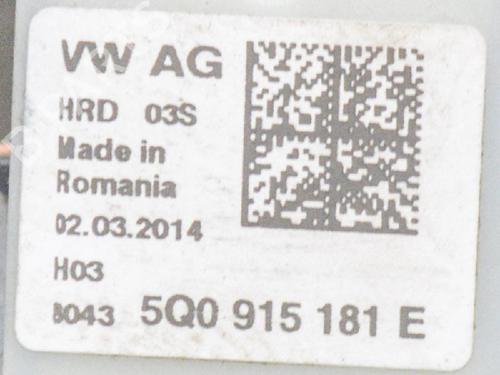 VW AG
HRD 03S
Made in
Romania
02.03.2014
H03
8043 5Q0 915 181 E